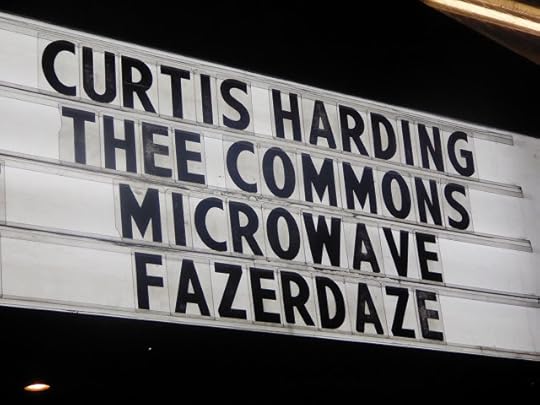 CURTIS HARDING
THEE COMMONS
MICROWAVE
FAZERDAZE